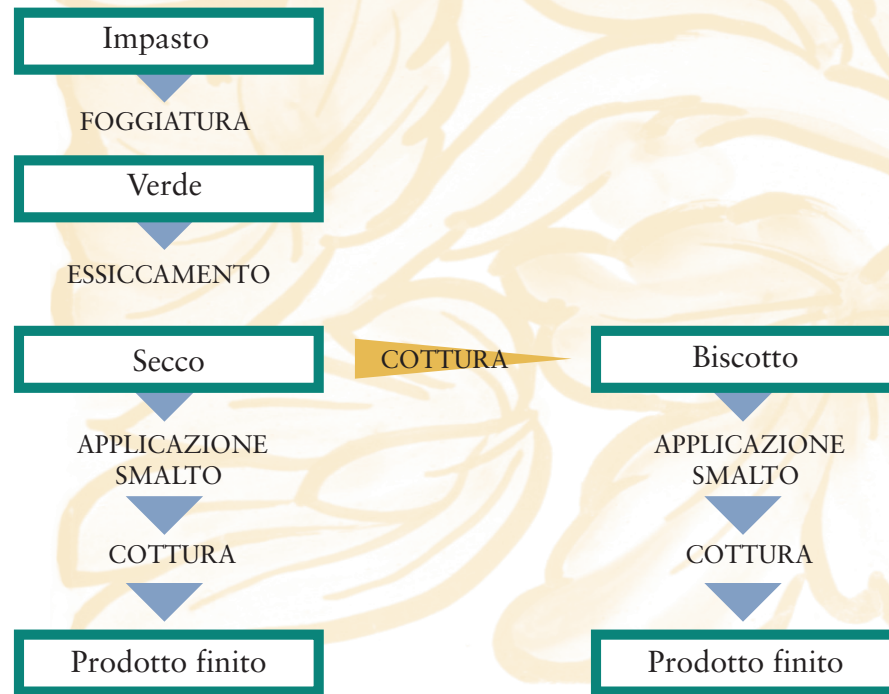 Impasto
FOGGIATURA
Verde
ESSICCAMENTO
Secco
COTTURA
Biscotto
APPLICAZIONE
SMALTO
COTTURA
Prodotto finito
APPLICAZIONE
SMALTO
COTTURA
Prodotto finito